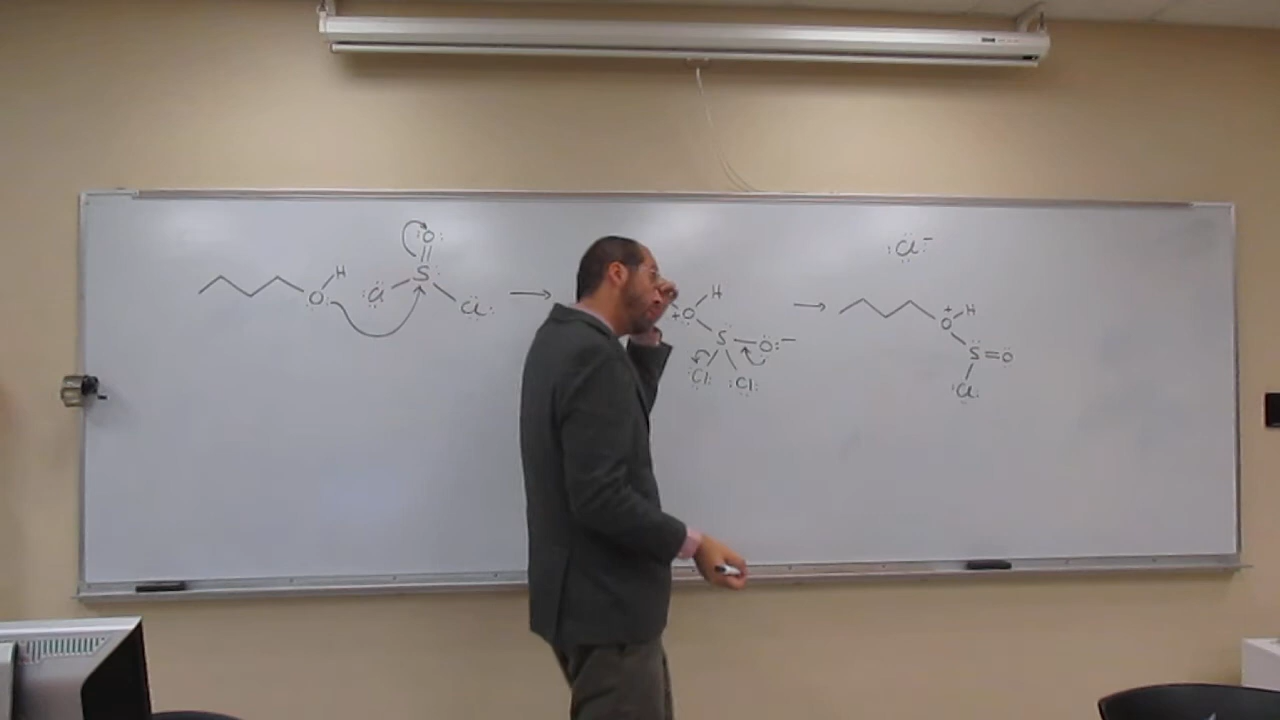 :Ö:
H
S:
:Cl
O:
Cl:
→
H
+O
S—O:−
:Cl: :Cl:
→
:Cl:−
+
O—H
S=O
:Cl: